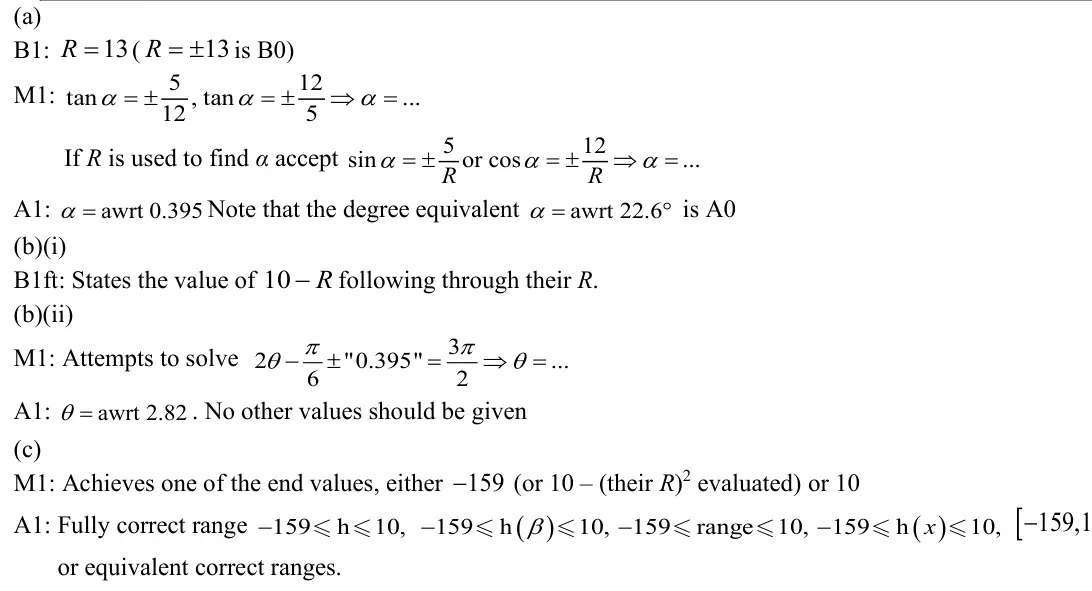 (a)
B1: R = 13 ( R = ±13 is B0)
M1: tan α = ± 5/12 , tan α = ± 12/5 ⇒ α = ...
If R is used to find α accept sin α = ± 5/R or cos α = ± 12/R ⇒ α = ...
A1: α = awrt 0.395 Note that the degree equivalent α = awrt 22.6° is A0
(b)(i)
B1ft: States the value of 10 − R following through their R.
(b)(ii)
M1: Attempts to solve 2θ − π/6 ± "0.395" = 3π/2 ⇒ θ = ...
A1: θ = awrt 2.82 . No other values should be given
(c)
M1: Achieves one of the end values, either −159 (or 10 – (their R)² evaluated) or 10
A1: Fully correct range −159 ⩽ h ⩽ 10, −159 ⩽ h(β) ⩽ 10, −159 ⩽ range ⩽ 10, −159 ⩽ h(x) ⩽ 10, [−159,1
or equivalent correct ranges.